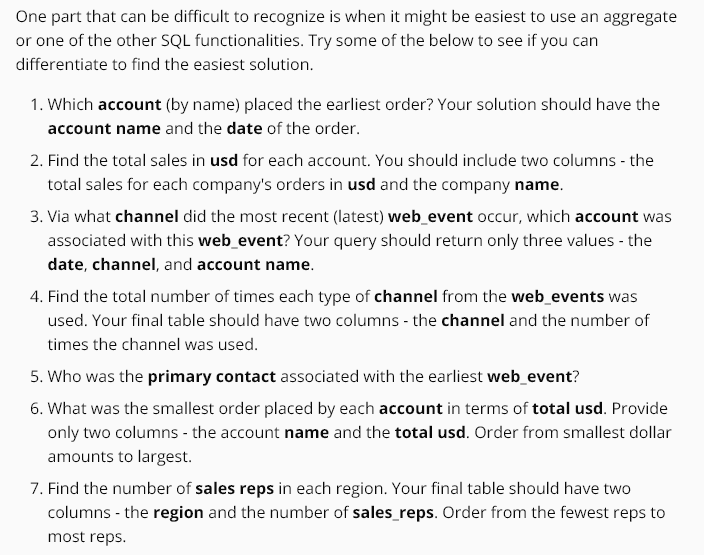 One part that can be difficult to recognize is when it might be easiest to use an aggregate
or one of the other SQL functionalities. Try some of the below to see if you can
differentiate to find the easiest solution.
1. Which account (by name) placed the earliest order? Your solution should have the
account name and the date of the order.
2. Find the total sales in usd for each account. You should include two columns - the
total sales for each company's orders in usd and the company name.
3. Via what channel did the most recent (latest) web_event occur, which account was
associated with this web_event? Your query should return only three values - the
date, channel, and account name.
4. Find the total number of times each type of channel from the web_events was
used. Your final table should have two columns - the channel and the number of
times the channel was used.
5. Who was the primary contact associated with the earliest web_event?
6. What was the smallest order placed by each account in terms of total usd. Provide
only two columns - the account name and the total usd. Order from smallest dollar
amounts to largest.
7. Find the number of sales reps in each region. Your final table should have two
columns - the region and the number of sales_reps. Order from the fewest reps to
most reps.